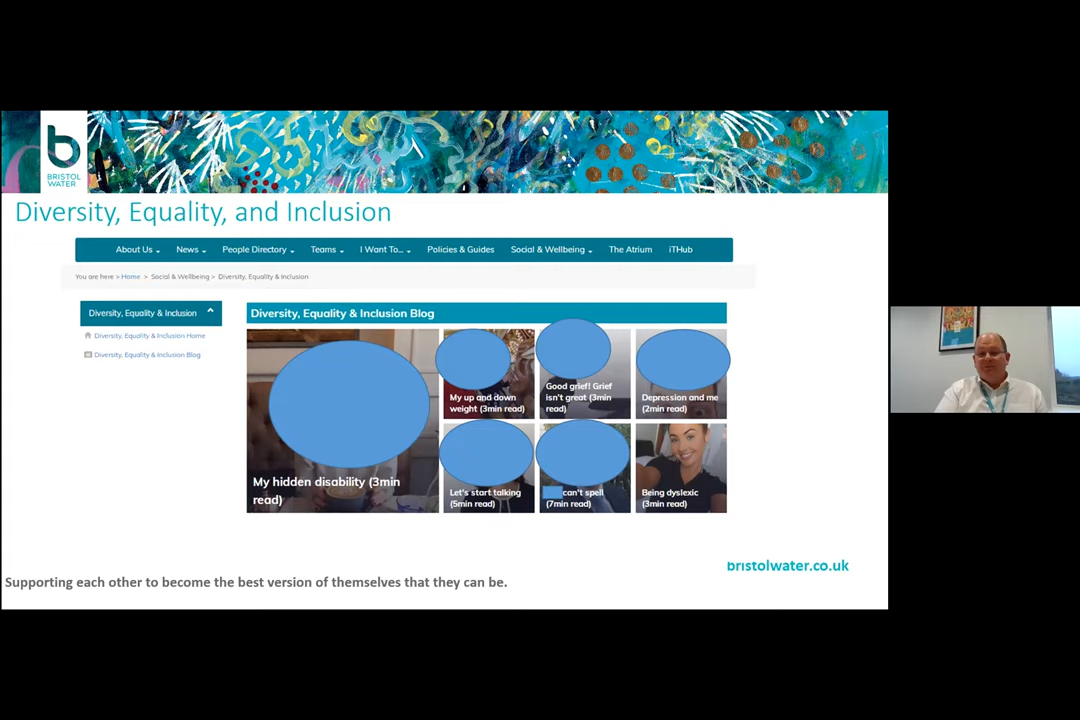 BRISTOL
WATER
Diversity, Equality, and Inclusion
About Us News People Directory Teams I Want To... Policies & Guides Social & Wellbeing The Atrium iTHub
You are here > Home > Social & Wellbeing > Diversity, Equality & Inclusion
Diversity, Equality & Inclusion
Diversity, Equality & Inclusion Home
Diversity, Equality & Inclusion Blog
Diversity, Equality & Inclusion Blog
My hidden disability (3min
read)
My up and down
weight (3min read)
Good grief! Grief
isn't great (3min
read)
Depression and me
(2min read)
Let's start talking
(5min read)
can't spell
(7min read)
Being dyslexic
(3min read)
bristolwater.co.uk
Supporting each other to become the best version of themselves that they can be.